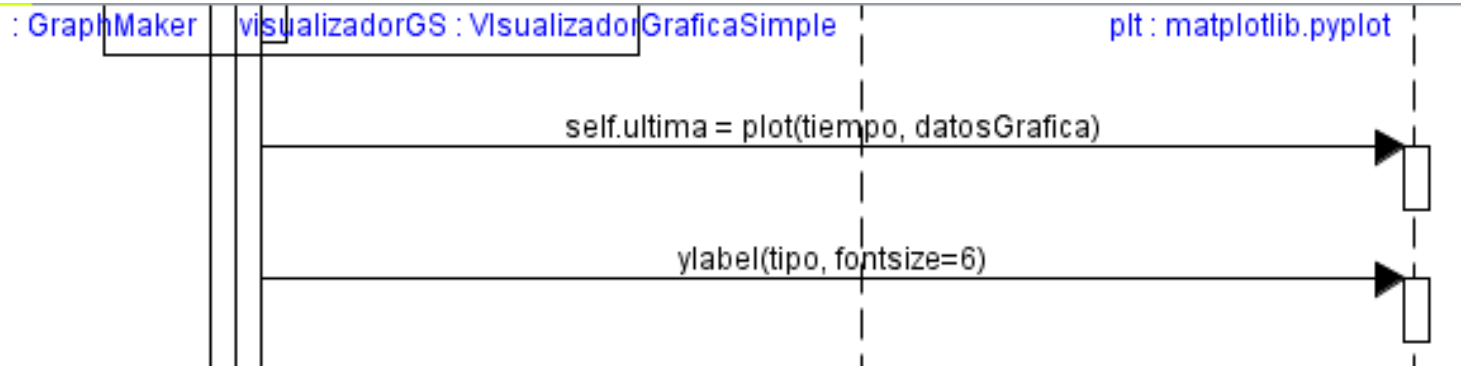 : GraphMaker visualizadorGS : VIsualizadorGraficaSimple plt : matplotlib.pyplot
self.ultima = plot(tiempo, datosGrafica)
ylabel(tipo, fontsize=6)